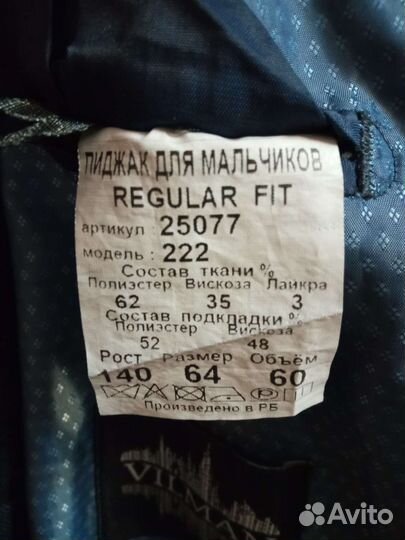 ПИДЖАК ДЛЯ МАЛЬЧИКОВ
REGULAR FIT
артикул 25077
модель: 222
Состав ткани %
Полиэстер Вискоза Лайкра
62 35 3
Состав подкладки %
Полиэстер Вискоза
52 48
Рост Размер Объём
140 64 60
Произведено в РБ
Avito